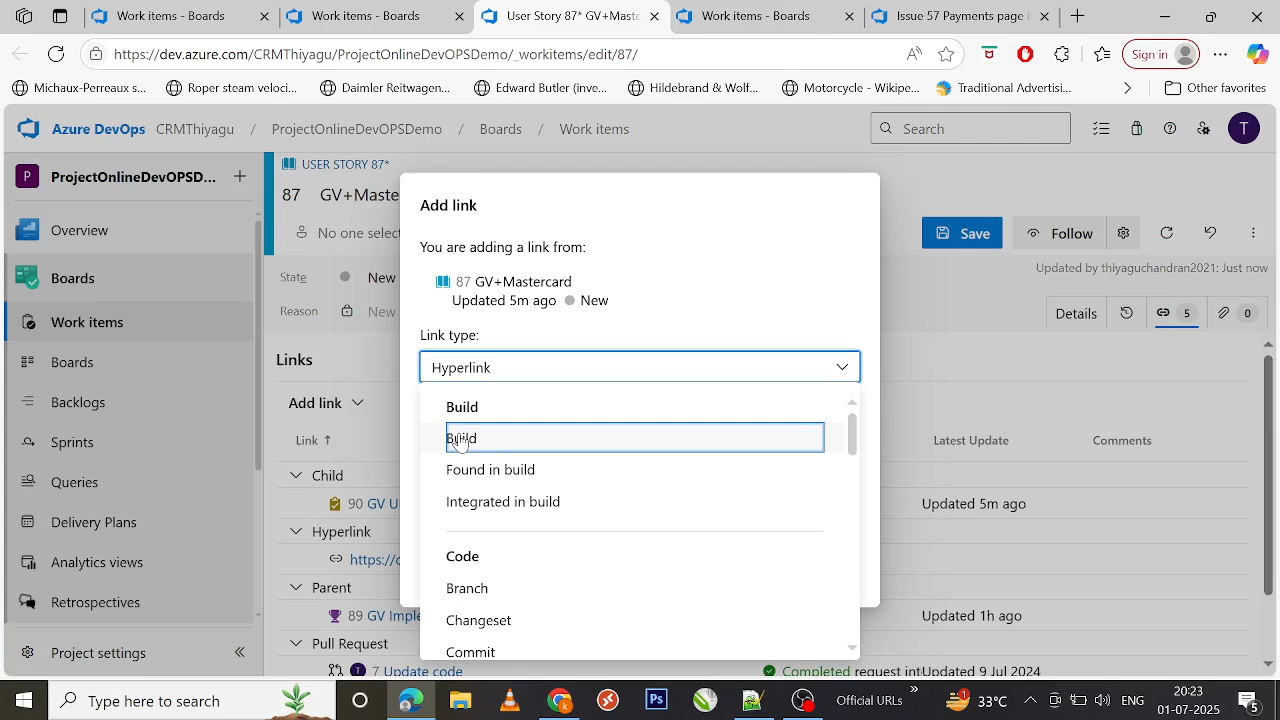 Work items - Boards
Work items - Boards
User Story 87* GV+Maste
Work items - Boards
Issue 57 Payments page i
https://dev.azure.com/CRMThiyagu/ProjectOnlineDevOPSDemo/_workitems/edit/87/
Sign in
Michaux-Perreaux s...
Roper steam veloci...
Daimler Reitwagen...
Edward Butler (inve...
Hildebrand & Wolf...
Motorcycle - Wikipe...
Traditional Advertisi...
Other favorites
Azure DevOps CRMThiyagu / ProjectOnlineDevOPSDemo / Boards / Work items
Search
T
P ProjectOnlineDevOPSD...
Overview
Boards
Work items
Boards
Backlogs
Sprints
Queries
Delivery Plans
Analytics views
Retrospectives
Project settings
USER STORY 87*
87 GV+Maste
No one selec
Save
Follow
State New
Reason New
Updated by thiyaguchandran2021: Just now
Details
5
0
Links
Add link
Link
Latest Update
Comments
Child
90 GV U
Updated 5m ago
Hyperlink
https://c
Parent
89 GV Imple
Updated 1h ago
Pull Request
T 7 Update code
Completed request intUpdated 9 Jul 2024
Add link
You are adding a link from:
87 GV+Mastercard
Updated 5m ago New
Link type:
Hyperlink
Build
Build
Found in build
Integrated in build
Code
Branch
Changeset
Commit
Type here to search
Ps
Official URLs
1
33°C
ENG
20:23
01-07-2025
5